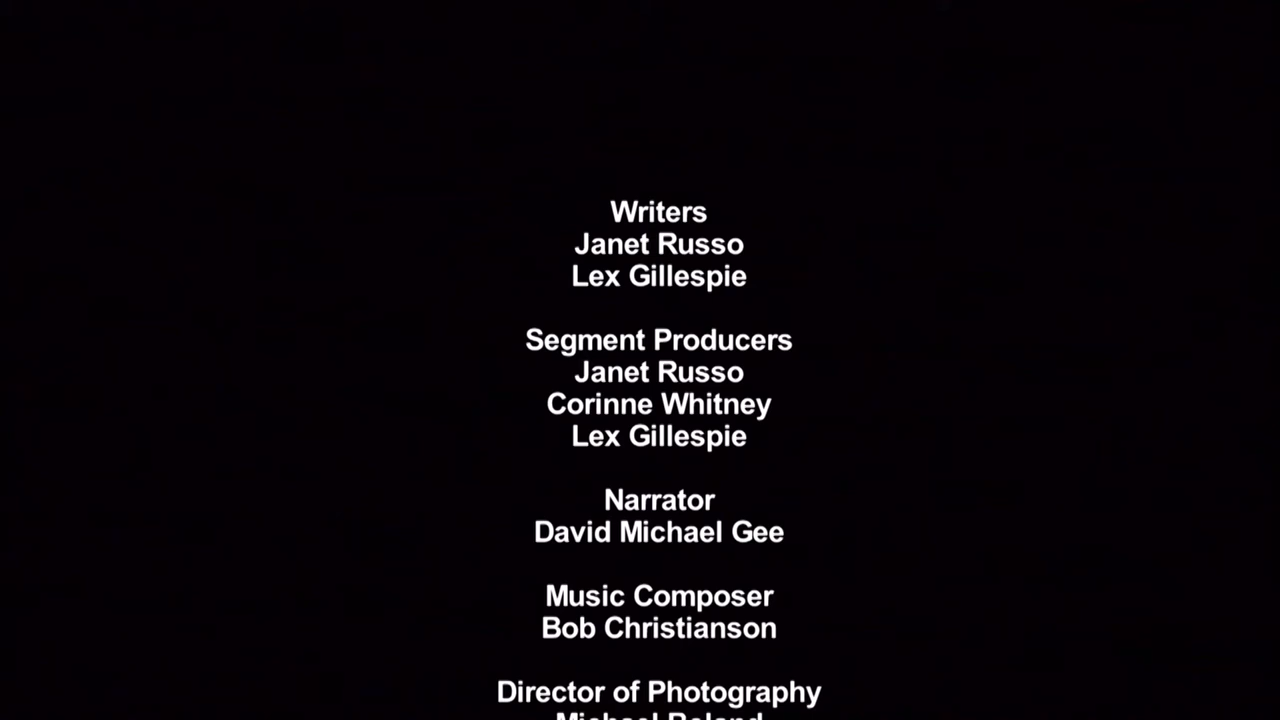 Writers
Janet Russo
Lex Gillespie
Segment Producers
Janet Russo
Corinne Whitney
Lex Gillespie
Narrator
David Michael Gee
Music Composer
Bob Christianson
Director of Photography
Michael